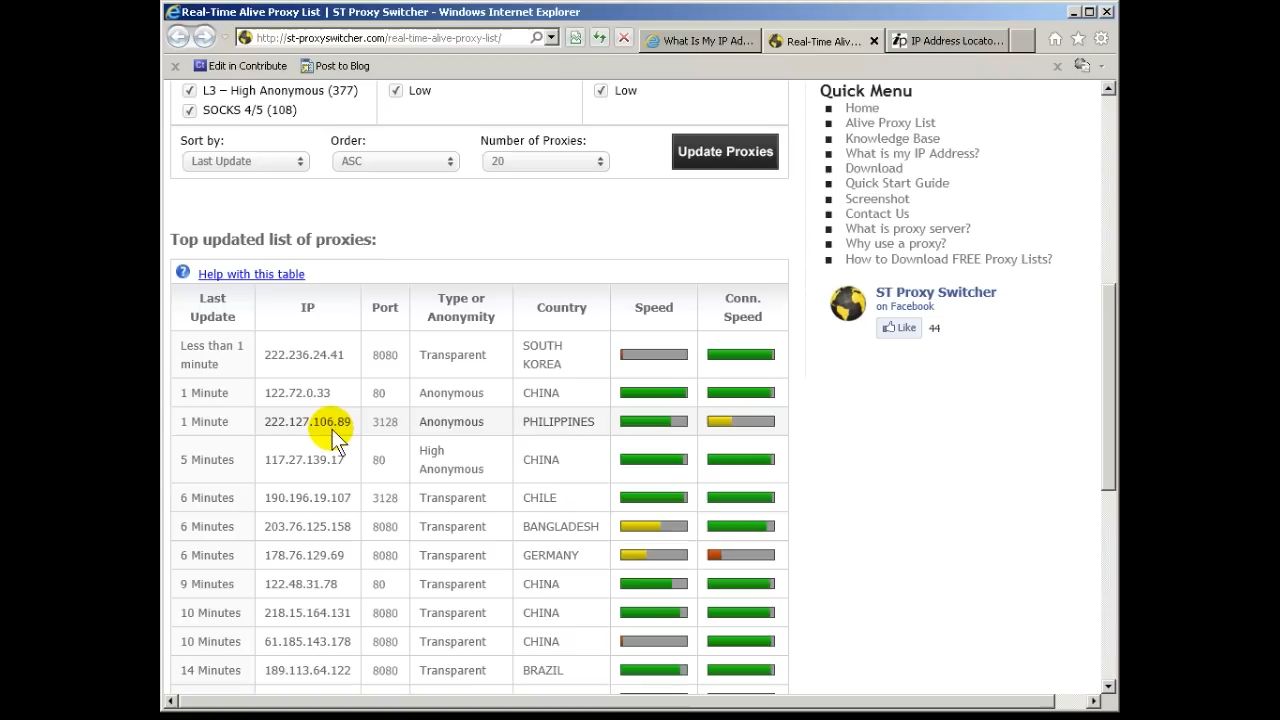 Real-Time Alive Proxy List | ST Proxy Switcher - Windows Internet Explorer
http://st-proxyswitcher.com/real-time-alive-proxy-list/
What Is My IP Ad...
Real-Time Aliv...
IP Address Locato...
Edit in Contribute
Post to Blog
L3 – High Anonymous (377)
Low
Low
SOCKS 4/5 (108)
Sort by:
Order:
Number of Proxies:
Last Update
ASC
20
Update Proxies
Top updated list of proxies:
Help with this table
Last Update IP Port Type or Anonymity Country Speed Conn. Speed
Less than 1 minute 222.236.24.41 8080 Transparent SOUTH KOREA
1 Minute 122.72.0.33 80 Anonymous CHINA
1 Minute 222.127.106.89 3128 Anonymous PHILIPPINES
5 Minutes 117.27.139.17 80 High Anonymous CHINA
6 Minutes 190.196.19.107 3128 Transparent CHILE
6 Minutes 203.76.125.158 8080 Transparent BANGLADESH
6 Minutes 178.76.129.69 8080 Transparent GERMANY
9 Minutes 122.48.31.78 80 Transparent CHINA
10 Minutes 218.15.164.131 8080 Transparent CHINA
10 Minutes 61.185.143.178 8080 Transparent CHINA
14 Minutes 189.113.64.122 8080 Transparent BRAZIL
Quick Menu
Home
Alive Proxy List
Knowledge Base
What is my IP Address?
Download
Quick Start Guide
Screenshot
Contact Us
What is proxy server?
Why use a proxy?
How to Download FREE Proxy Lists?
ST Proxy Switcher
on Facebook
Like 44